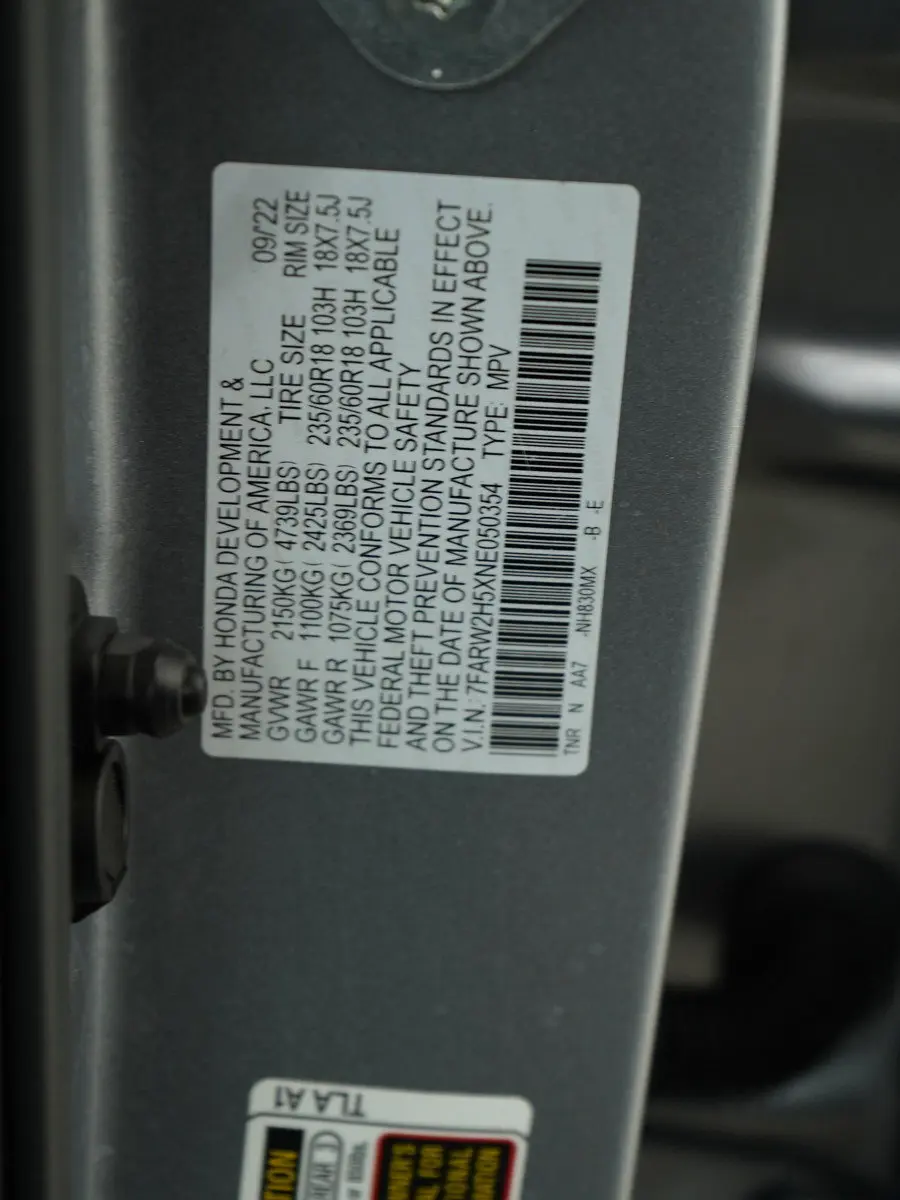 MFD. BY HONDA DEVELOPMENT &
MANUFACTURING OF AMERICA, LLC 09/'22
GVWR 2150KG( 4739LBS) TIRE SIZE RIM SIZE
GAWR F 1100KG( 2425LBS) 235/60R18 103H 18X7.5J
GAWR R 1075KG( 2369LBS) 235/60R18 103H 18X7.5J
THIS VEHICLE CONFORMS TO ALL APPLICABLE
FEDERAL MOTOR VEHICLE SAFETY
AND THEFT PREVENTION STANDARDS IN EFFECT
ON THE DATE OF MANUFACTURE SHOWN ABOVE.
V.I.N.: 7FARW2H5XNE050354 TYPE: MPV
TNR N AA7 -NH830MX -B -E
TLA A1